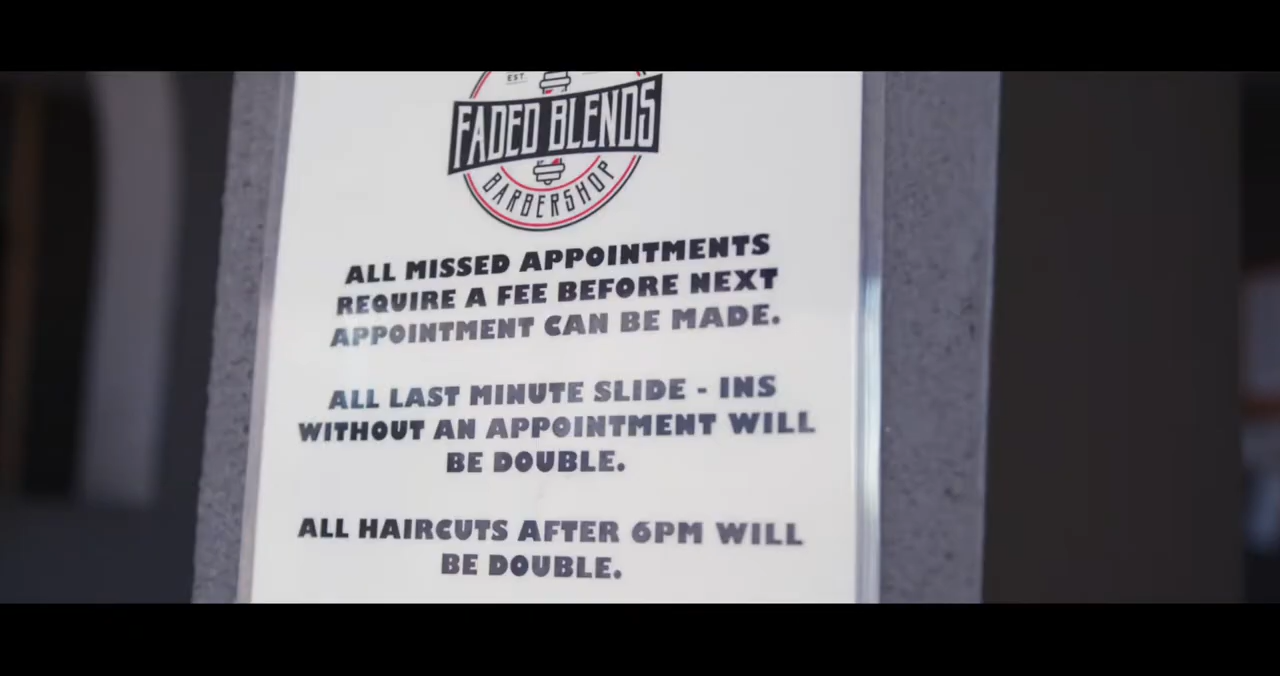 EST.
FADED BLENDS
BARBERSHOP
ALL MISSED APPOINTMENTS
REQUIRE A FEE BEFORE NEXT
APPOINTMENT CAN BE MADE.
ALL LAST MINUTE SLIDE - INS
WITHOUT AN APPOINTMENT WILL
BE DOUBLE.
ALL HAIRCUTS AFTER 6PM WILL
BE DOUBLE.